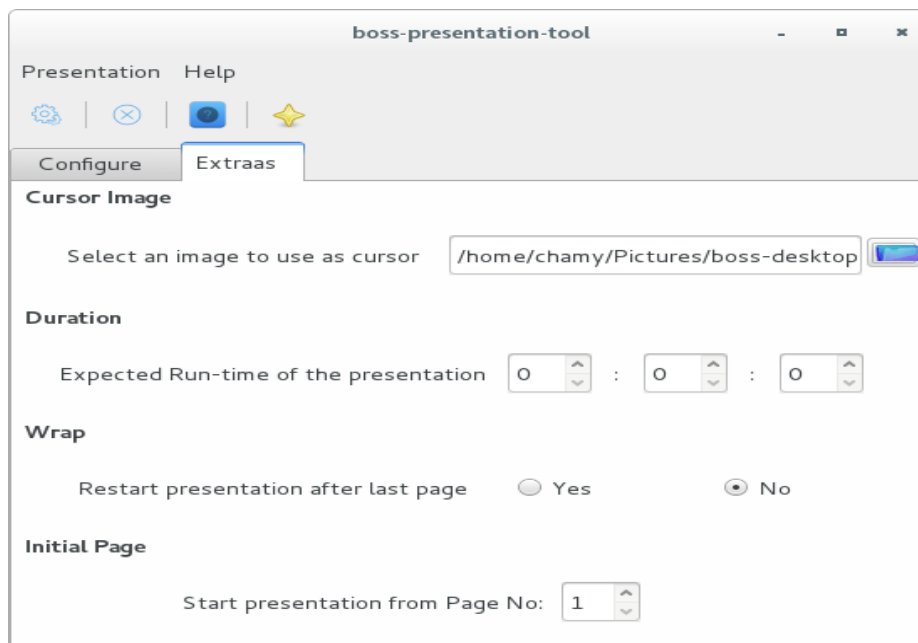 boss-presentation-tool
Presentation Help
Configure Extraas
Cursor Image
Select an image to use as cursor /home/chamy/Pictures/boss-desktop
Duration
Expected Run-time of the presentation 0 : 0 : 0
Wrap
Restart presentation after last page Yes No
Initial Page
Start presentation from Page No: 1